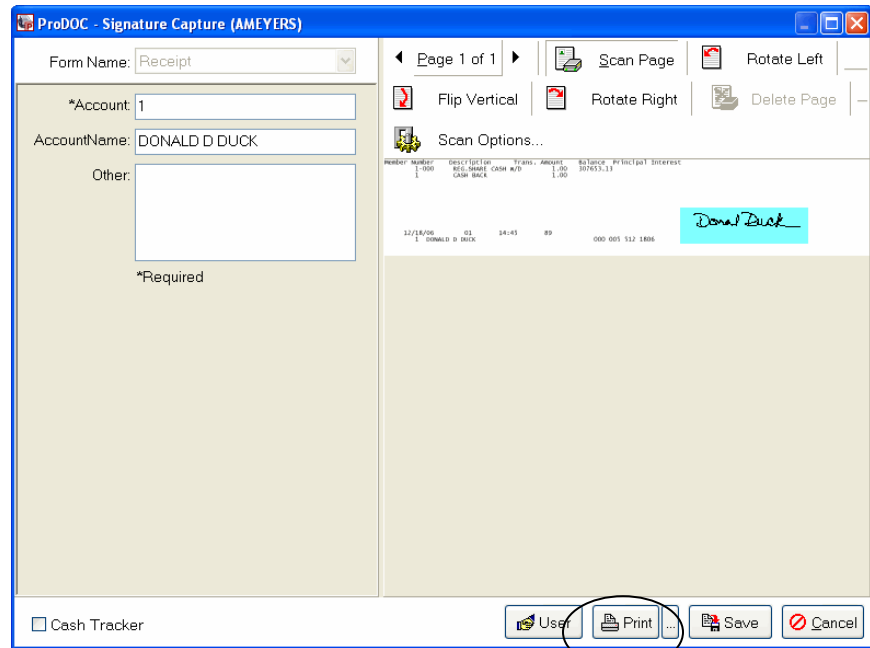 ProDOC - Signature Capture (AMEYERS)
Form Name: Receipt
*Account: 1
AccountName: DONALD D DUCK
Other:
*Required
Page 1 of 1 Scan Page Rotate Left
Flip Vertical Rotate Right Delete Page
Scan Options...
Member Number Description Trans. Amount Balance Principal Interest
1-000 REG.SHARE CASH W/D 1.00 307653.13
1 CASH BACK 1.00
Donal Duck
12/18/06 01 14:45 89
1 DONALD D DUCK 000 005 512 1806
Cash Tracker
User Print ... Save Cancel